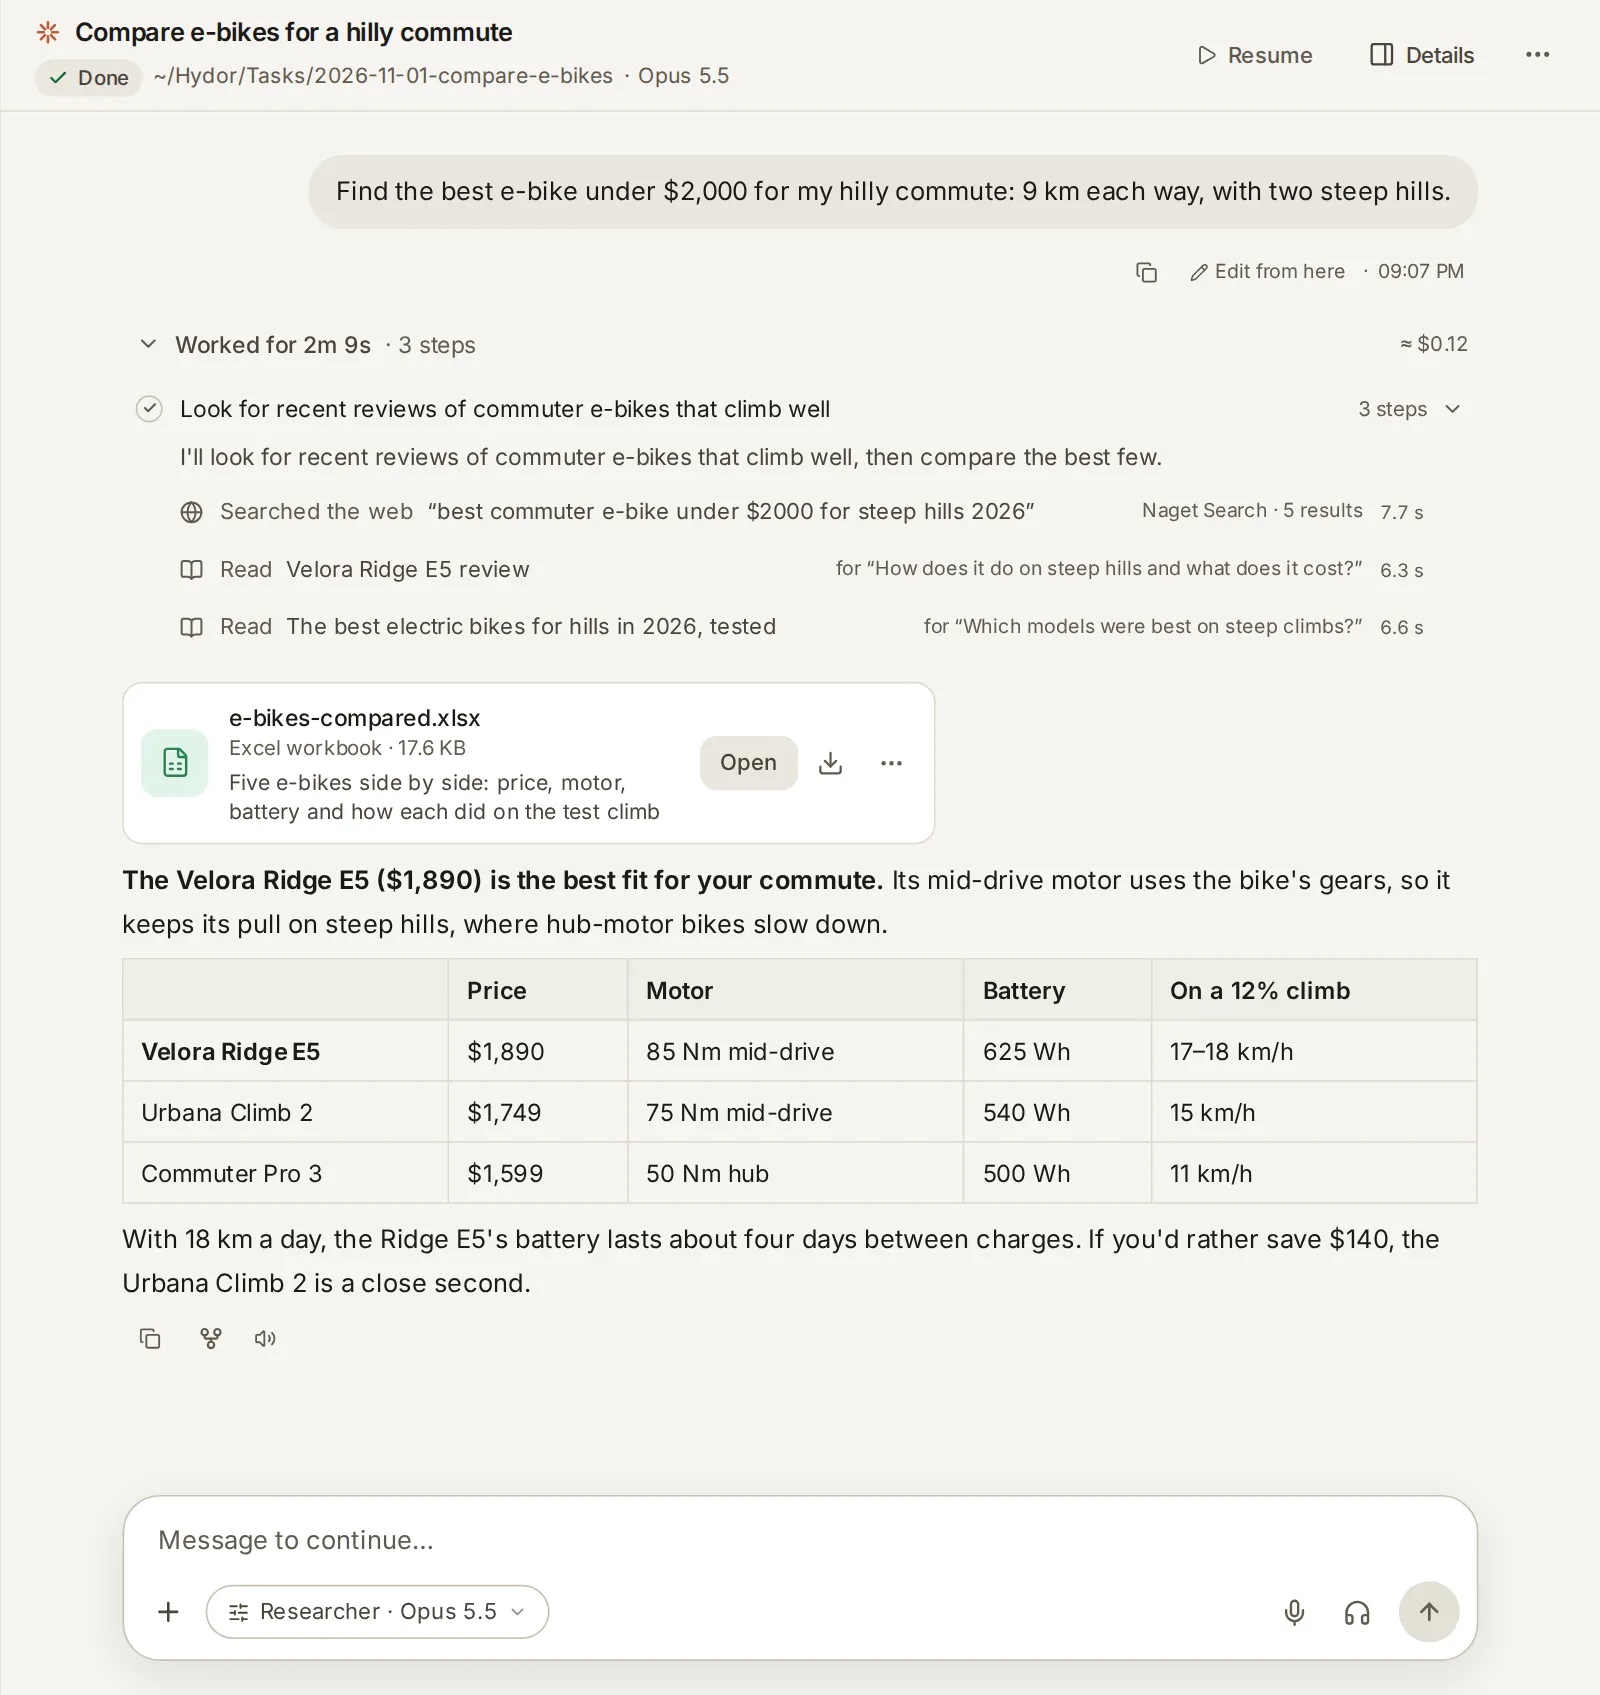 Compare e-bikes for a hilly commute
Done ~/Hydor/Tasks/2026-11-01-compare-e-bikes · Opus 5.5
Resume
Details
Find the best e-bike under $2,000 for my hilly commute: 9 km each way, with two steep hills.
Edit from here · 09:07 PM
Worked for 2m 9s · 3 steps ≈ $0.12
Look for recent reviews of commuter e-bikes that climb well 3 steps
I'll look for recent reviews of commuter e-bikes that climb well, then compare the best few.
Searched the web “best commuter e-bike under $2000 for steep hills 2026” Naget Search · 5 results 7.7 s
Read Velora Ridge E5 review for “How does it do on steep hills and what does it cost?” 6.3 s
Read The best electric bikes for hills in 2026, tested for “Which models were best on steep climbs?” 6.6 s
e-bikes-compared.xlsx
Excel workbook · 17.6 KB
Five e-bikes side by side: price, motor,
battery and how each did on the test climb
Open
The Velora Ridge E5 ($1,890) is the best fit for your commute. Its mid-drive motor uses the bike's gears, so it
keeps its pull on steep hills, where hub-motor bikes slow down.
Price Motor Battery On a 12% climb
Velora Ridge E5 $1,890 85 Nm mid-drive 625 Wh 17–18 km/h
Urbana Climb 2 $1,749 75 Nm mid-drive 540 Wh 15 km/h
Commuter Pro 3 $1,599 50 Nm hub 500 Wh 11 km/h
With 18 km a day, the Ridge E5's battery lasts about four days between charges. If you'd rather save $140, the
Urbana Climb 2 is a close second.
Message to continue...
Researcher · Opus 5.5